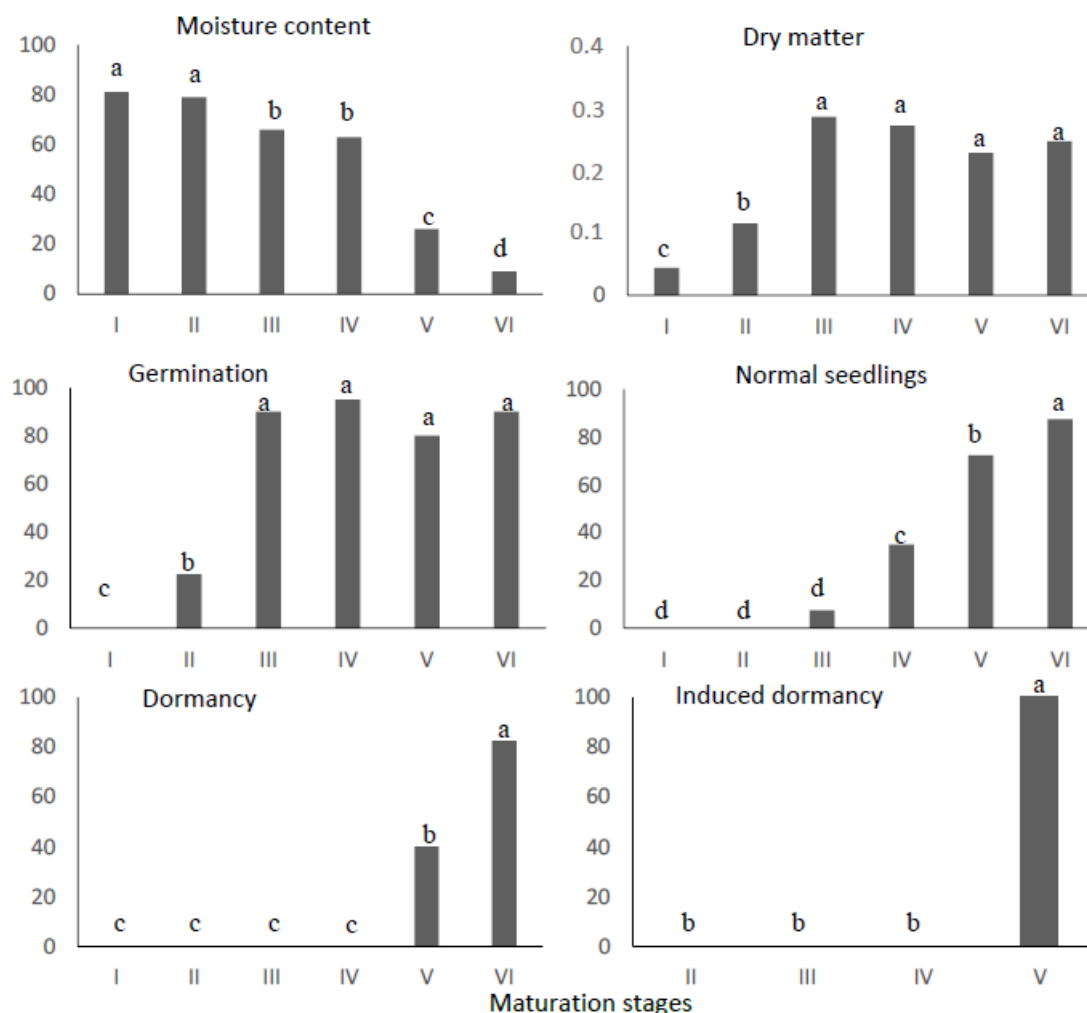 Moisture content
100
80
60
40
20
0
a a b b c d
I II III IV V VI
Dry matter
0.4
0.3
0.2
0.1
0
c b a a a a
I II III IV V VI
Germination
100
80
60
40
20
0
c b a a a a
I II III IV V VI
Normal seedlings
100
80
60
40
20
0
d d d c b a
I II III IV V VI
Dormancy
100
80
60
40
20
0
c c c c b a
I II III IV V VI
Induced dormancy
100
80
60
40
20
0
b b b a
II III IV V
Maturation stages